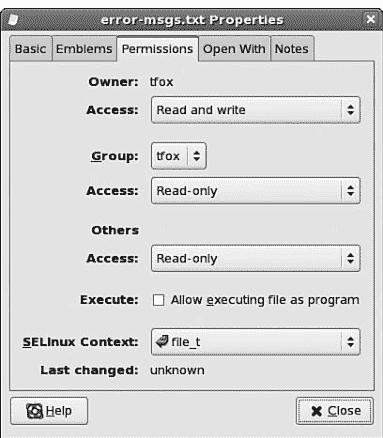 error-msgs.txt Properties
Basic Emblems Permissions Open With Notes
Owner: tfox
Access: Read and write
Group: tfox
Access: Read-only
Others
Access: Read-only
Execute: Allow executing file as program
SELinux Context: file_t
Last changed: unknown
Help Close